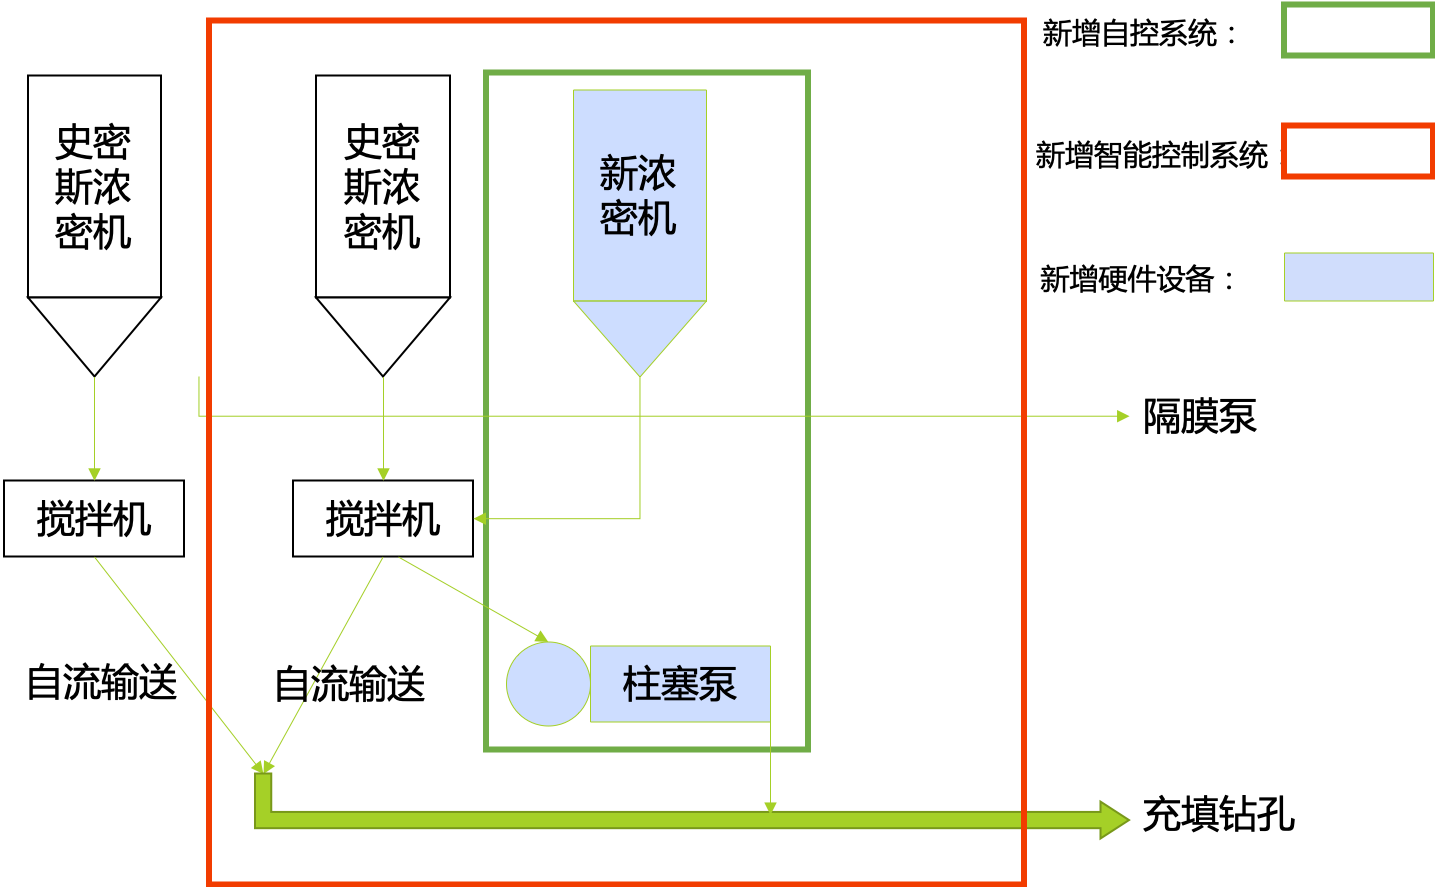 新增自控系统：
新增智能控制系统：
新增硬件设备：
史密
斯浓
密机
史密
斯浓
密机
新浓
密机
隔膜泵
搅拌机
搅拌机
自流输送
自流输送
柱塞泵
充填钻孔